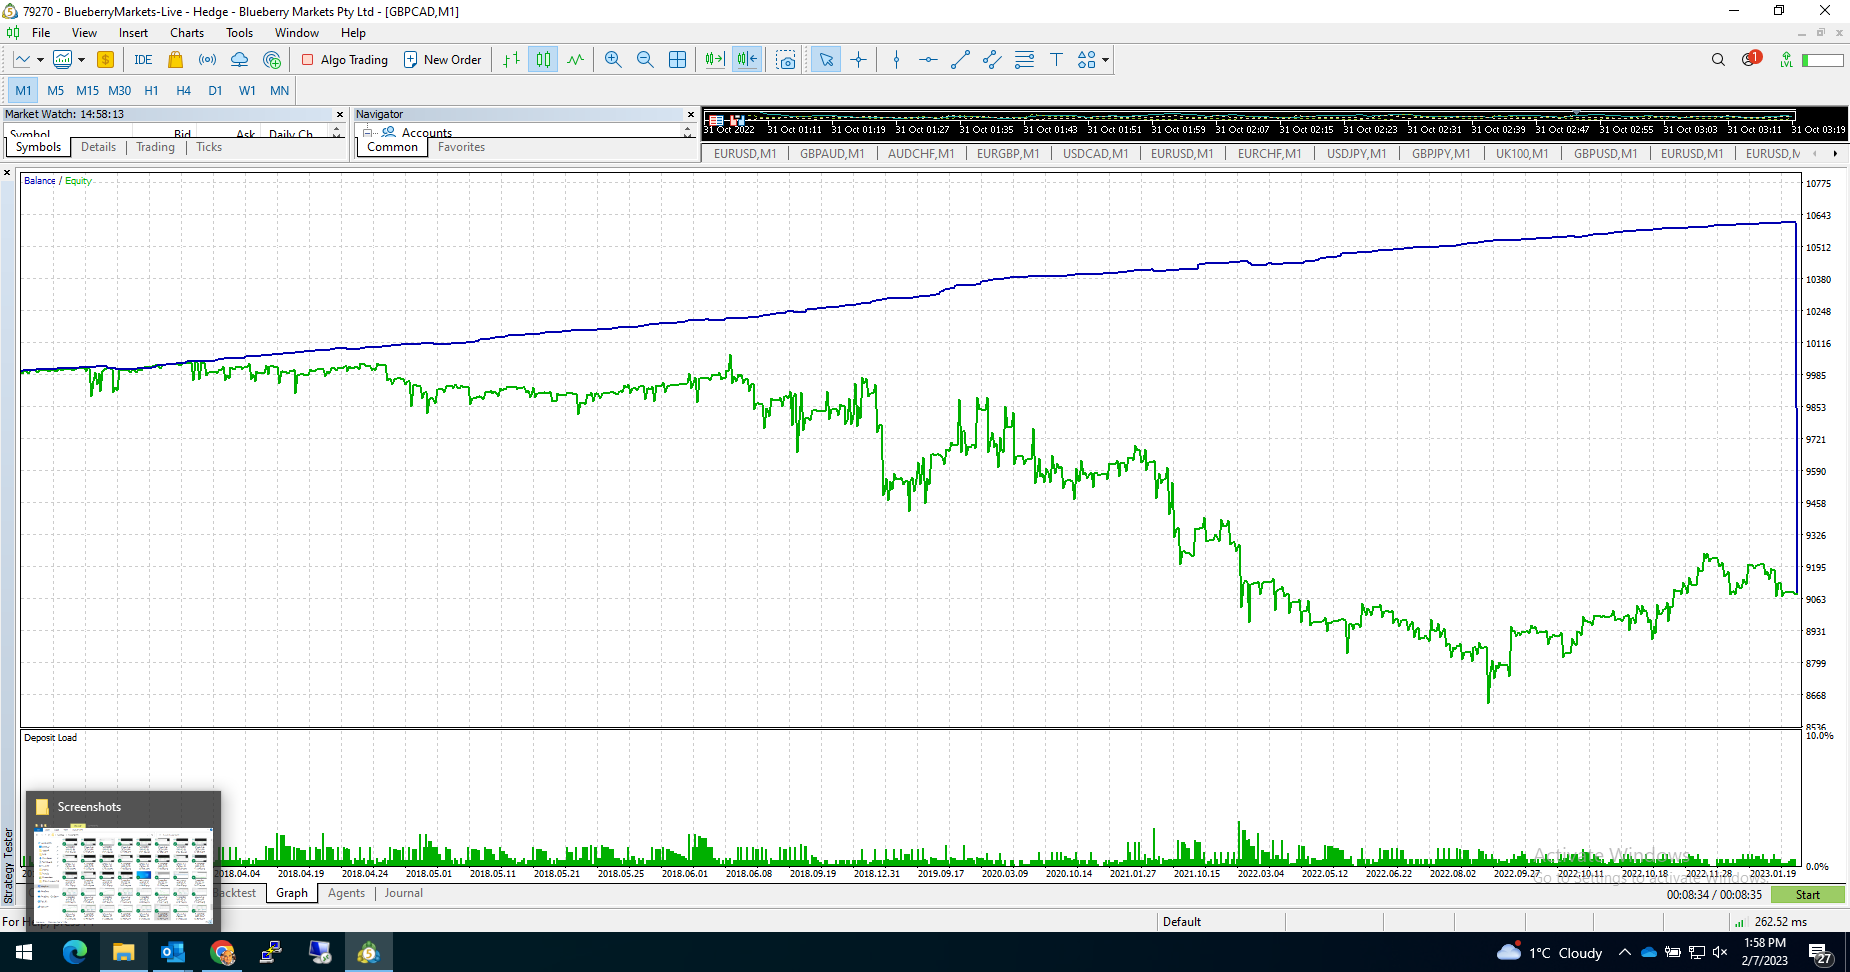 79270 - BlueberryMarkets-Live - Hedge - Blueberry Markets Pty Ltd - [GBPCAD,M1]
File View Insert Charts Tools Window Help
IDE Algo Trading New Order 1 LVL
M1 M5 M15 M30 H1 H4 D1 W1 MN
Market Watch: 14:58:13
Symbol Bid Ask Daily Ch
Symbols Details Trading Ticks
Navigator
Accounts
Common Favorites
31 Oct 2022 31 Oct 01:11 31 Oct 01:19 31 Oct 01:27 31 Oct 01:35 31 Oct 01:43 31 Oct 01:51 31 Oct 01:59 31 Oct 02:07 31 Oct 02:15 31 Oct 02:23 31 Oct 02:31 31 Oct 02:39 31 Oct 02:47 31 Oct 02:55 31 Oct 03:03 31 Oct 03:11 31 Oct 03:19
EURUSD,M1 GBPAUD,M1 AUDCHF,M1 EURGBP,M1 USDCAD,M1 EURUSD,M1 EURCHF,M1 USDJPY,M1 GBPJPY,M1 UK100,M1 GBPUSD,M1 EURUSD,M1 EURUSD,M
Balance / Equity
10775
10643
10512
10380
10248
10116
9985
9853
9721
9590
9458
9326
9195
9063
8931
8799
8668
8536
Deposit Load
10.0%
0.0%
Screenshots
2018.04.04 2018.04.19 2018.04.24 2018.05.01 2018.05.11 2018.05.21 2018.05.25 2018.06.01 2018.06.08 2018.09.19 2018.12.31 2019.09.17 2020.03.09 2020.10.14 2021.01.27 2021.10.15 2022.03.04 2022.05.12 2022.06.22 2022.08.02 2022.09.27 2022.10.11 2022.10.18 2022.11.28 2023.01.19
Activate Windows
Go to Settings to activate Windows.
Strategy Tester
Backtest Graph Agents Journal
00:08:34 / 00:08:35 Start
For Help, press F1
Default
262.52 ms
1°C Cloudy
1:58 PM
2/7/2023
27